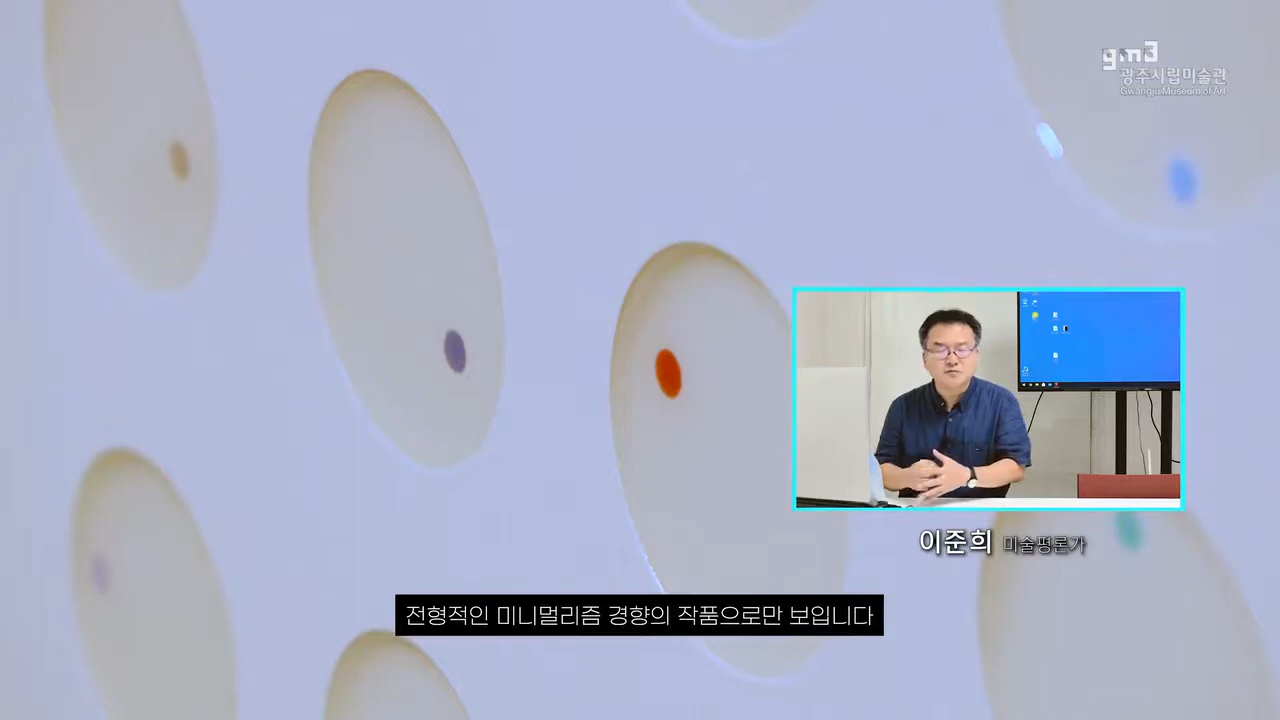 gm3
광주시립미술관
Gwangju Museum of Art
이준희 미술평론가
전형적인 미니멀리즘 경향의 작품으로만 보입니다